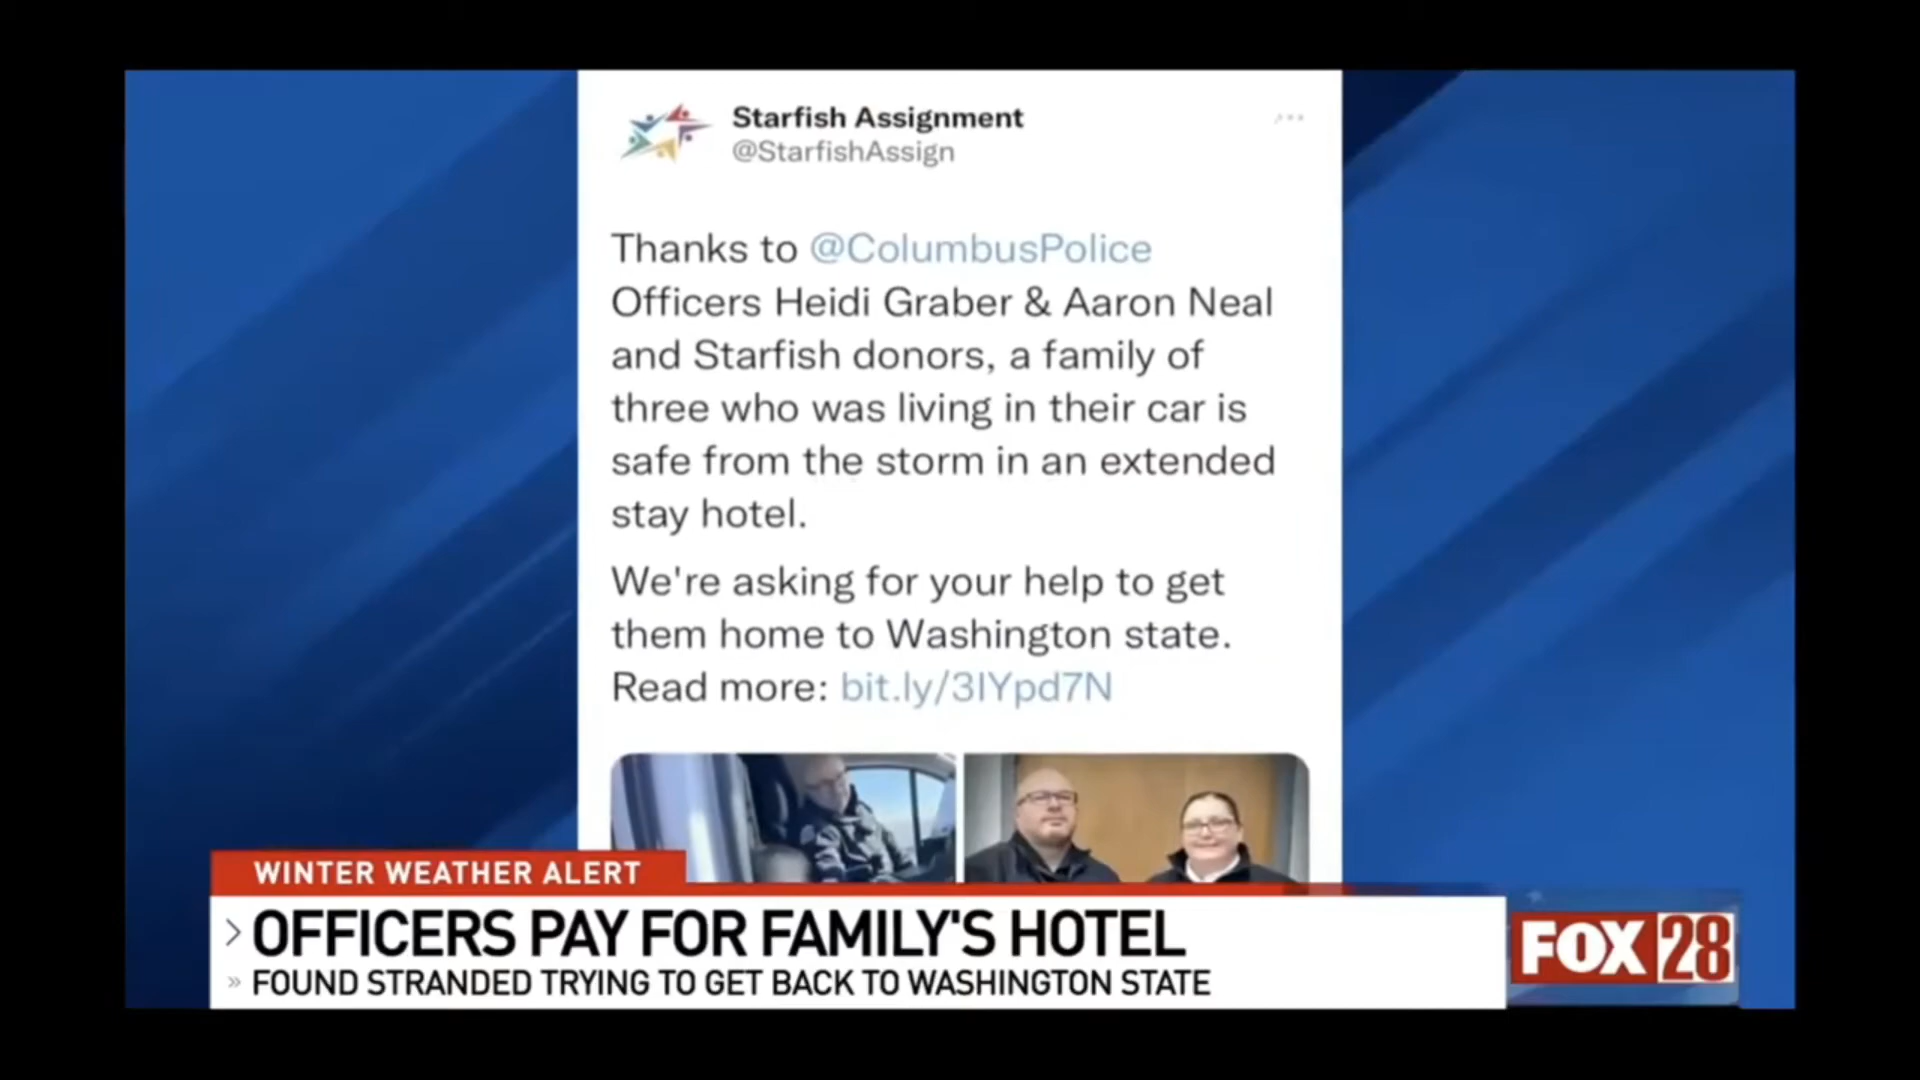 Starfish Assignment
@StarfishAssign
Thanks to @ColumbusPolice
Officers Heidi Graber & Aaron Neal
and Starfish donors, a family of
three who was living in their car is
safe from the storm in an extended
stay hotel.
We're asking for your help to get
them home to Washington state.
Read more: bit.ly/3IYpd7N
WINTER WEATHER ALERT
OFFICERS PAY FOR FAMILY'S HOTEL
FOUND STRANDED TRYING TO GET BACK TO WASHINGTON STATE
FOX 28